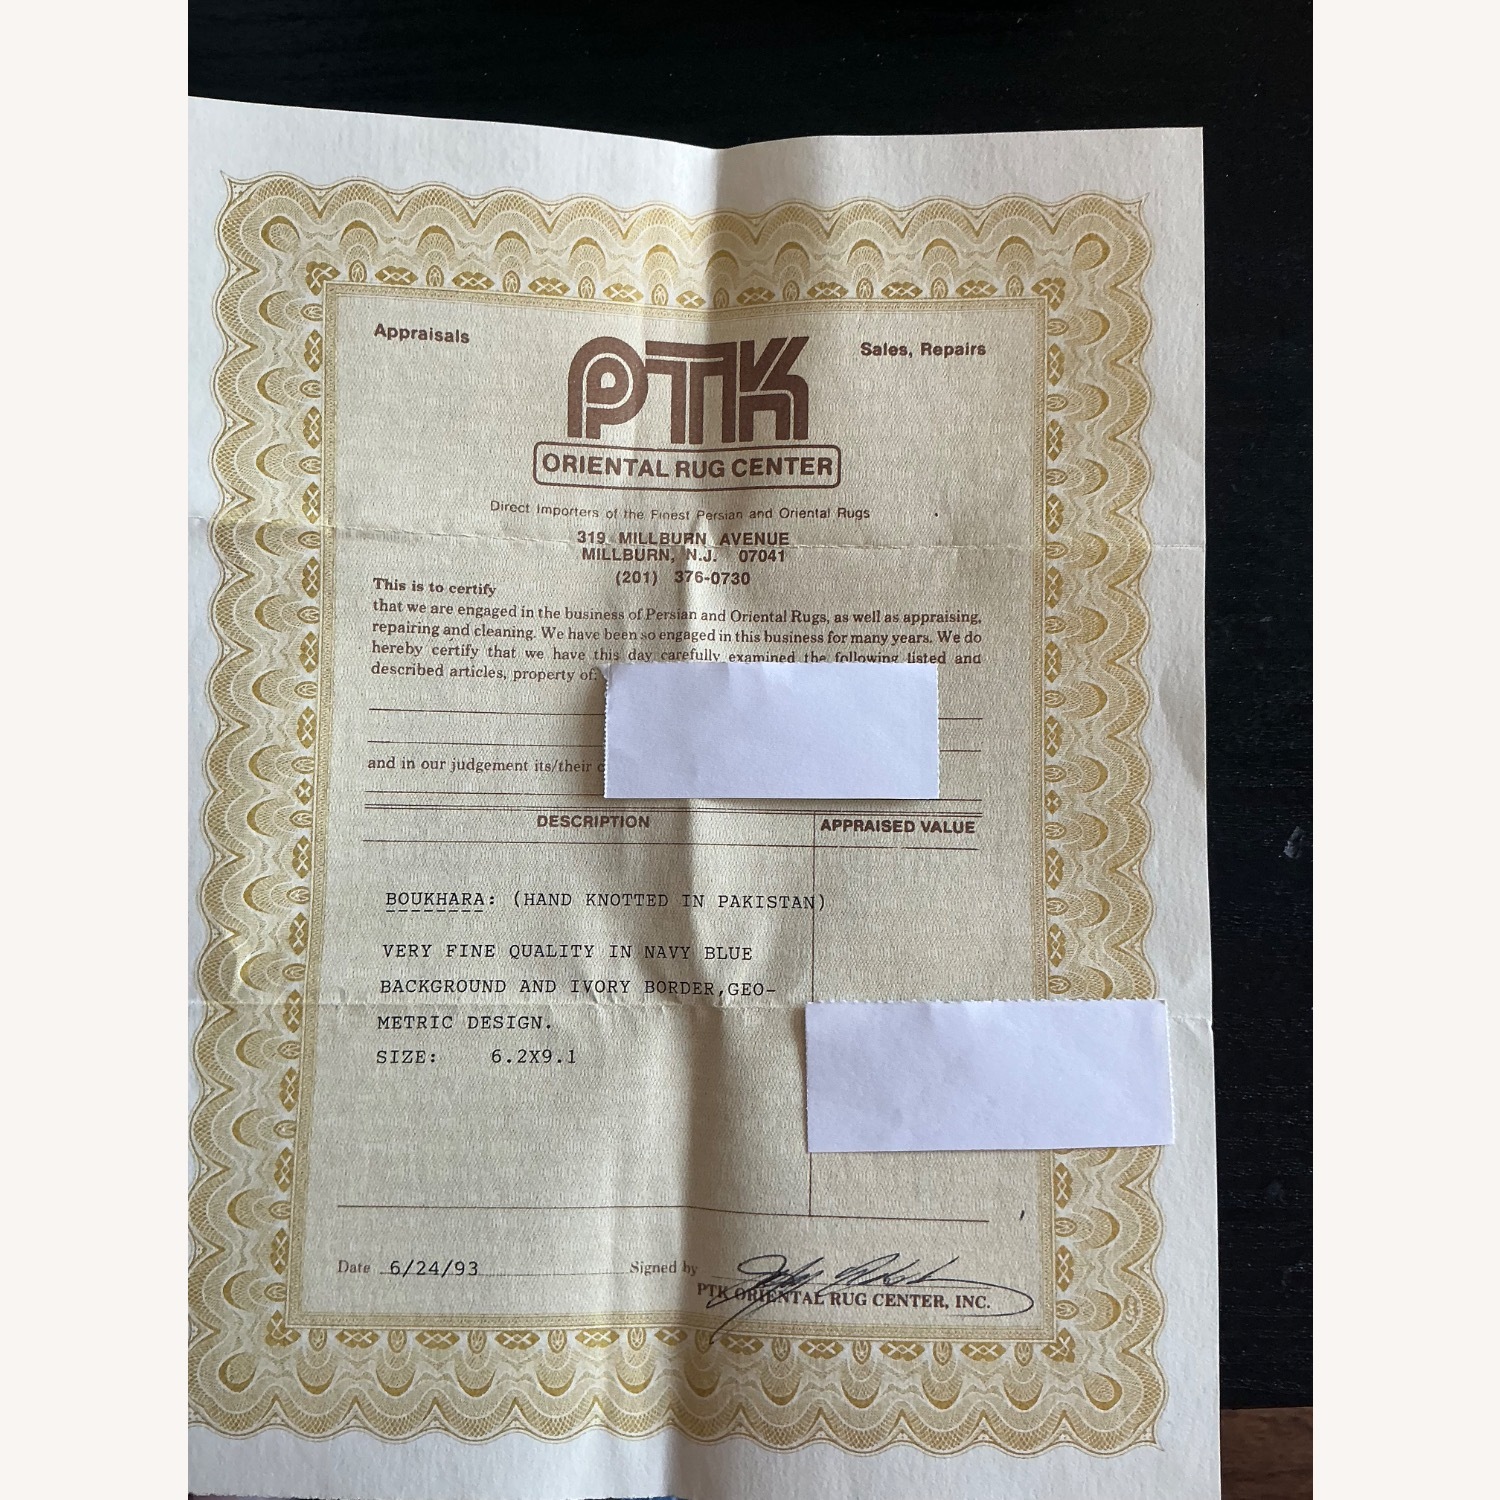 Appraisals
Sales, Repairs
PTK
ORIENTAL RUG CENTER
Direct Importers of the Finest Persian and Oriental Rugs
319 MILLBURN AVENUE
MILLBURN, N.J. 07041
(201) 376-0730
This is to certify
that we are engaged in the business of Persian and Oriental Rugs, as well as appraising,
repairing and cleaning. We have been so engaged in this business for many years. We do
hereby certify that we have this day carefully examined the following listed and
described articles, property of:
and in our judgement its/their
DESCRIPTION
APPRAISED VALUE
BOUKHARA: (HAND KNOTTED IN PAKISTAN)
VERY FINE QUALITY IN NAVY BLUE
BACKGROUND AND IVORY BORDER,GEO-
METRIC DESIGN.
SIZE: 6.2X9.1
Date 6/24/93
Signed by
PTK ORIENTAL RUG CENTER, INC.